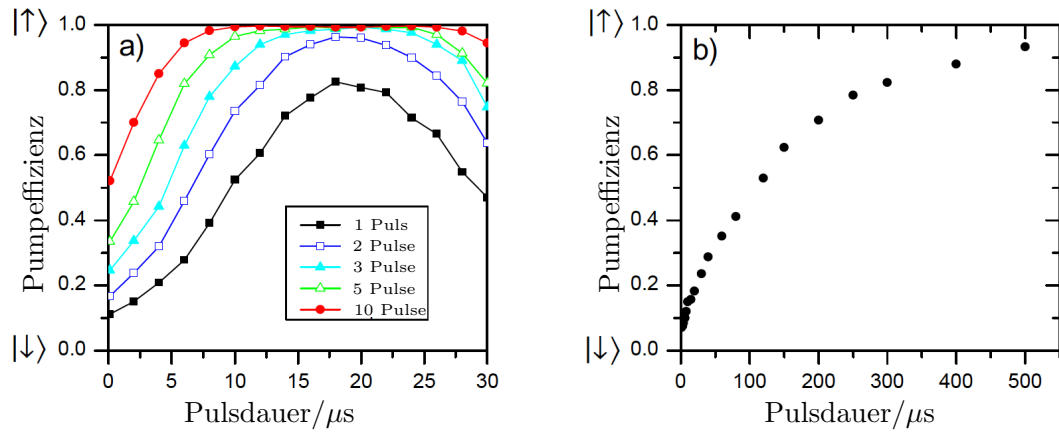 |↑⟩
1.0
0.8
0.6
0.4
0.2
0.0
|↓⟩
Pumpeffizienz
a)
1 Puls
2 Pulse
3 Pulse
5 Pulse
10 Pulse
0 5 10 15 20 25 30
Pulsdauer/μs
|↑⟩
1.0
0.8
0.6
0.4
0.2
0.0
|↓⟩
Pumpeffizienz
b)
0 100 200 300 400 500
Pulsdauer/μs